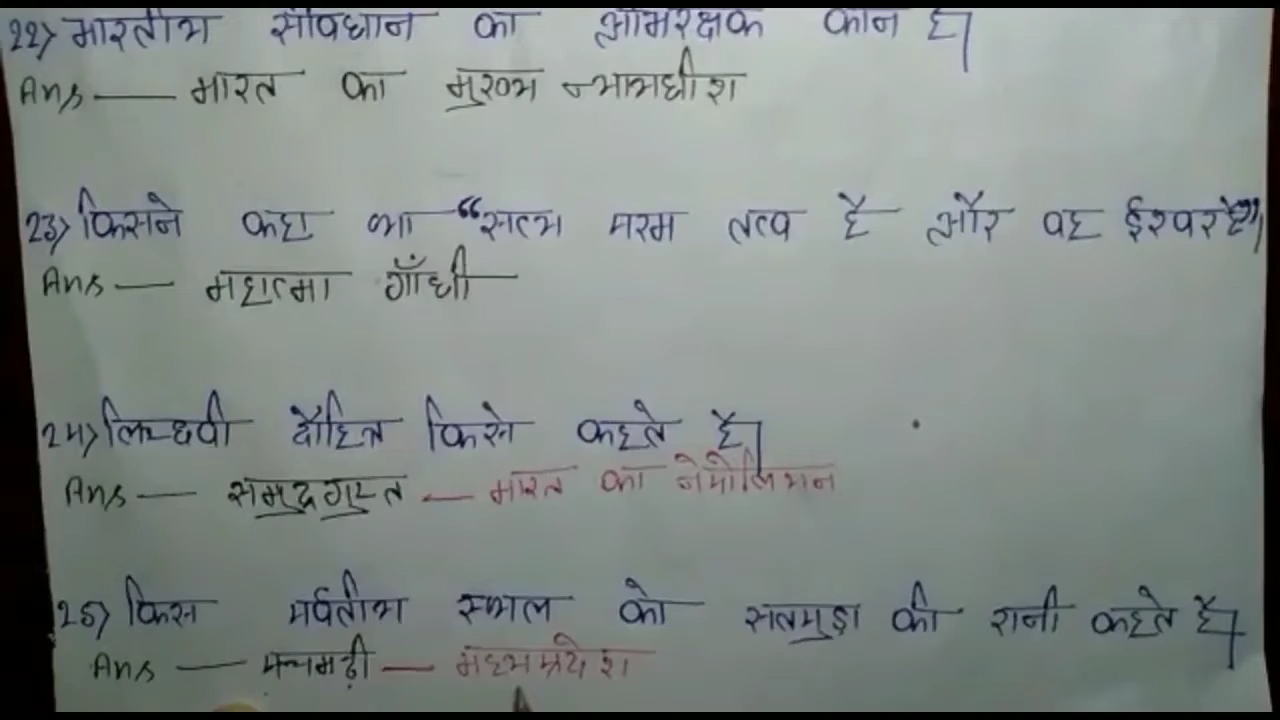 22) भारतीय संविधान का अभिरक्षक कौन है।
Ans — भारत का मुख्य न्यायधीश
23) किसने कहा था "सत्य परम तत्व है और वह ईश्वर है"।
Ans — महात्मा गाँधी
24) लिच्छवी दौहित्र किसे कहते है।
Ans — समुद्रगुप्त — भारत का नेपोलियन
25) किस पर्वतीय स्थल को सतपुड़ा की रानी कहते है।
Ans — पचमढ़ी — मध्यप्रदेश